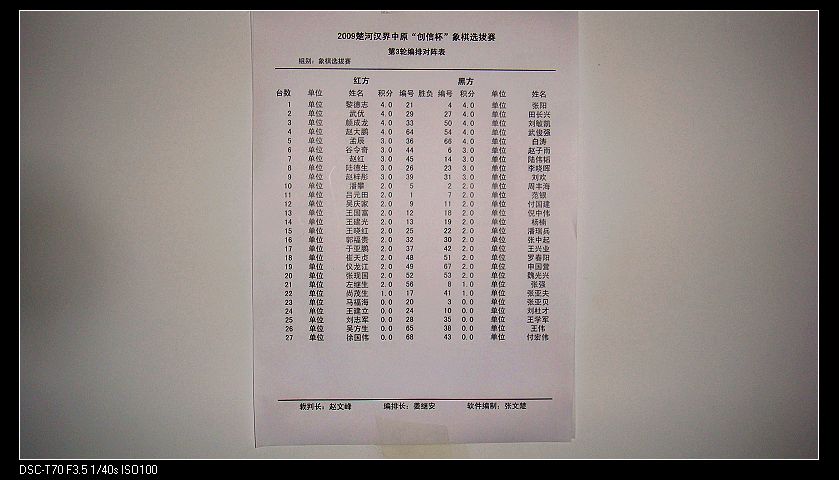 2009楚河汉界中原“创信杯”象棋选拔赛
第3轮编排对阵表
组别：象棋选拔赛
红方 黑方
台数 单位 姓名 积分 编号 胜负 编号 积分 单位 姓名
1 单位 黎德志 4.0 21 4 4.0 单位 张阳
2 单位 武优 4.0 29 27 4.0 单位 田长兴
3 单位 颜成龙 4.0 33 50 4.0 单位 刘敏凯
4 单位 赵大鹏 4.0 64 54 4.0 单位 武俊强
5 单位 孟辰 3.0 36 66 4.0 单位 白涛
6 单位 谷令奇 3.0 44 6 3.0 单位 赵子雨
7 单位 赵红 3.0 45 14 3.0 单位 陆伟韬
8 单位 陆德生 3.0 26 23 3.0 单位 李晓晖
9 单位 赵梓彤 3.0 39 31 3.0 单位 刘欢
10 单位 潘攀 2.0 5 2 2.0 单位 周丰海
11 单位 吕元田 2.0 1 7 2.0 单位 范银
12 单位 吴庆家 2.0 9 11 2.0 单位 付国建
13 单位 王国富 2.0 12 18 2.0 单位 倪中伟
14 单位 王建光 2.0 13 19 2.0 单位 杨楠
15 单位 王晓红 2.0 25 22 2.0 单位 潘瑞兵
16 单位 郭福贵 2.0 32 30 2.0 单位 张中起
17 单位 于亚鹏 2.0 37 42 2.0 单位 王兴业
18 单位 崔天贞 2.0 48 51 2.0 单位 罗春阳
19 单位 仪龙江 2.0 49 67 2.0 单位 申国营
20 单位 张现国 2.0 52 53 2.0 单位 魏光兴
21 单位 左继生 2.0 56 8 1.0 单位 张强
22 单位 尚茂生 1.0 17 41 1.0 单位 张亚夫
23 单位 马福海 0.0 20 3 0.0 单位 张亚贝
24 单位 王建立 0.0 24 10 0.0 单位 刘杜才
25 单位 刘志军 0.0 28 35 0.0 单位 王学军
26 单位 吴方生 0.0 65 38 0.0 单位 王伟
27 单位 徐国伟 0.0 68 43 0.0 单位 付宏伟
裁判长：赵文峰 编排长：姜继安 软件编制：张文楚
DSC-T70 F3.5 1/40s ISO100